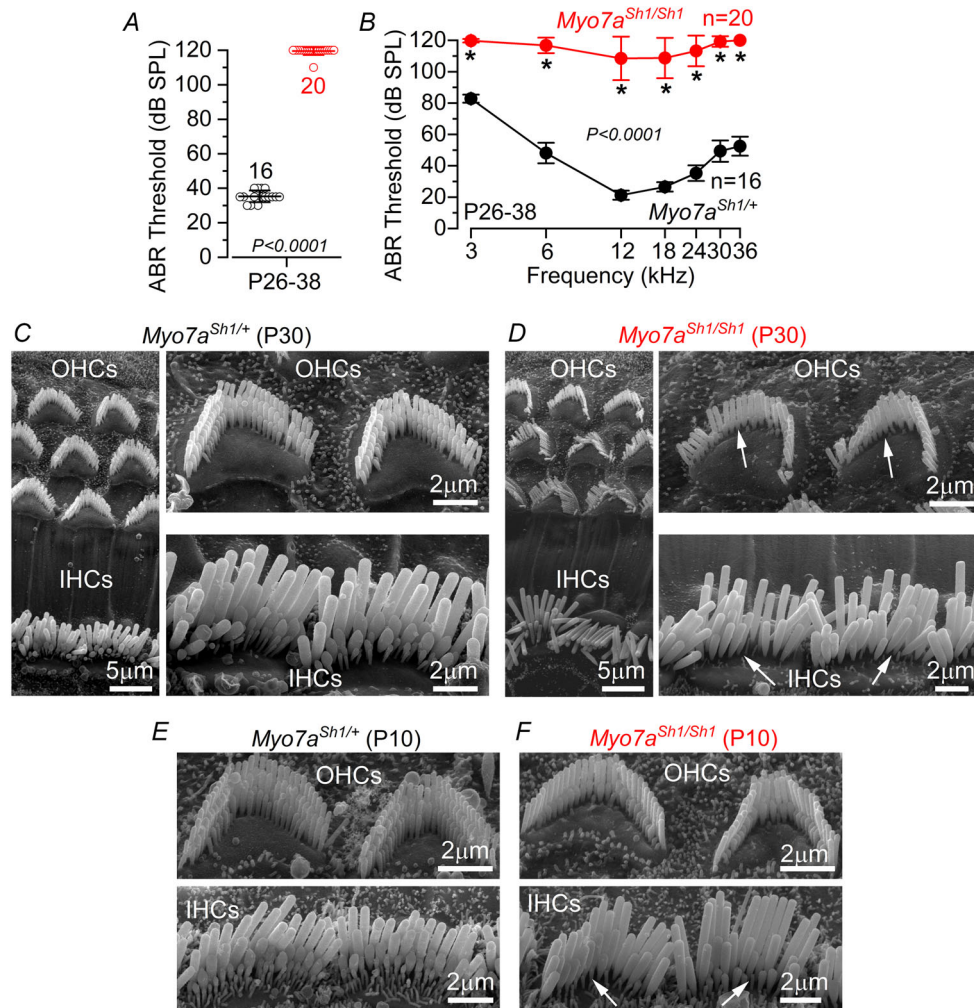 A
ABR Threshold (dB SPL)
120
100
80
60
40
20
0
16
20
P<0.0001
P26-38
B
Myo7a^Sh1/Sh1 n=20
ABR Threshold (dB SPL)
120
100
80
60
40
20
0
* * * * * * *
P<0.0001
n=16
P26-38
Myo7a^Sh1/+
3 6 12 18 24 30 36
Frequency (kHz)
C Myo7a^Sh1/+ (P30)
OHCs
IHCs
5μm
OHCs
2μm
IHCs
2μm
D Myo7a^Sh1/Sh1 (P30)
OHCs
IHCs
5μm
OHCs
2μm
IHCs
2μm
E Myo7a^Sh1/+ (P10)
OHCs
2μm
IHCs
2μm
F Myo7a^Sh1/Sh1 (P10)
OHCs
2μm
IHCs
2μm